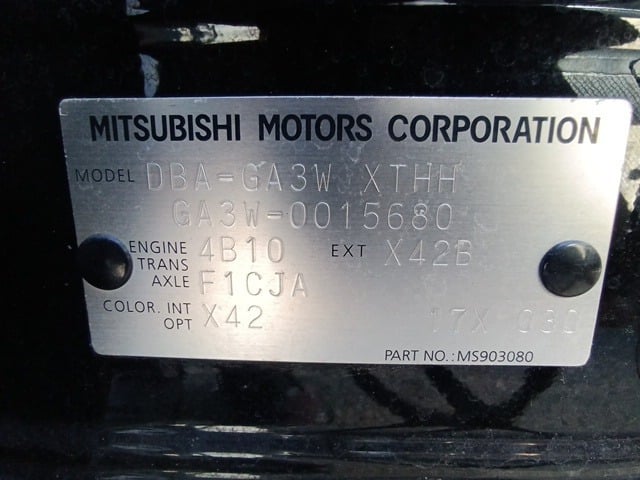 MITSUBISHI MOTORS CORPORATION
MODEL DBA-GA3W XTHH
GA3W-0015680
ENGINE 4B10 EXT X42B
TRANS AXLE F1CJA
COLOR. INT X42
OPT 17X 030
PART NO.: MS903080